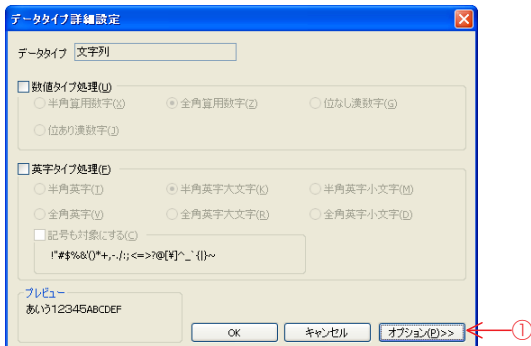 データタイプ詳細設定
データタイプ 文字列
数値タイプ処理(U)
半角算用数字(X) 全角算用数字(Z) 位なし漢数字(G)
位あり漢数字(J)
英字タイプ処理(F)
半角英字(T) 半角英字大文字(K) 半角英字小文字(M)
全角英字(V) 全角英字大文字(R) 全角英字小文字(D)
記号も対象にする(C)
!"#$%&'()*+,-./:;<=>?@[¥]^_`{|}~
プレビュー
あいう12345ABCDEF
OK キャンセル オプション(P)>> ①